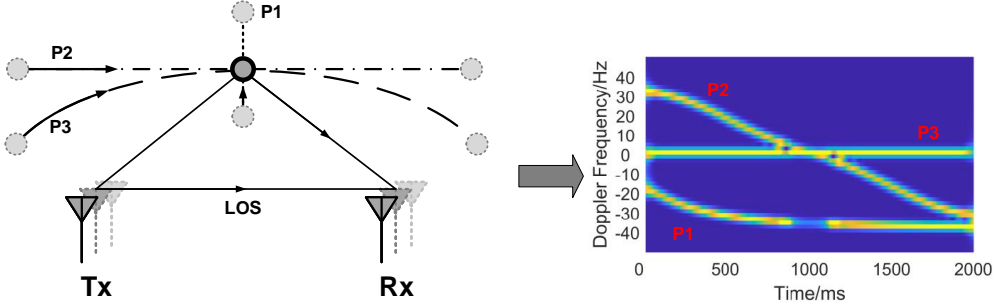 P1
P2
P3
LOS
Tx
Rx
Doppler Frequency/Hz
40
30
20
10
0
-10
-20
-30
-40
P2
P3
P1
0
500
1000
1500
2000
Time/ms